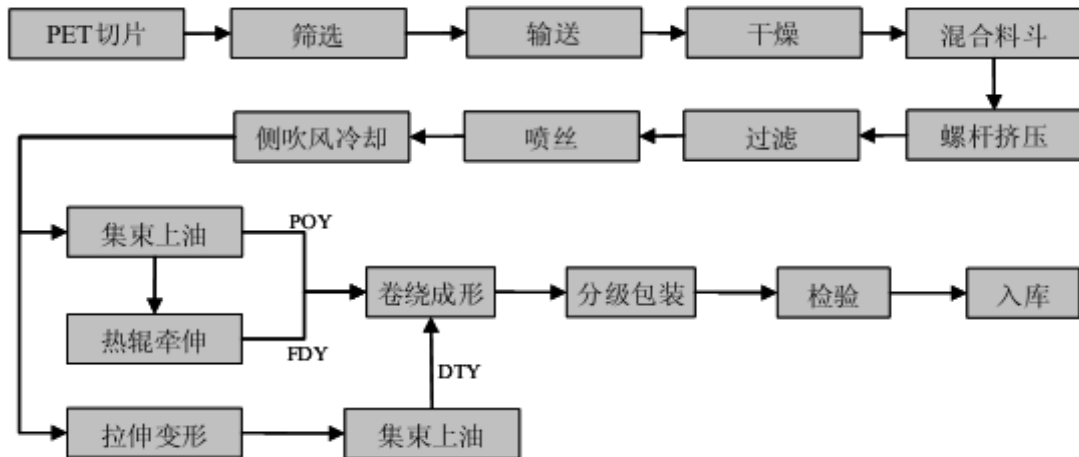 PET切片
筛选
输送
干燥
混合料斗
侧吹风冷却
喷丝
过滤
螺杆挤压
集束上油
POY
卷绕成形
分级包装
检验
入库
热辊牵伸
FDY
DTY
拉伸变形
集束上油